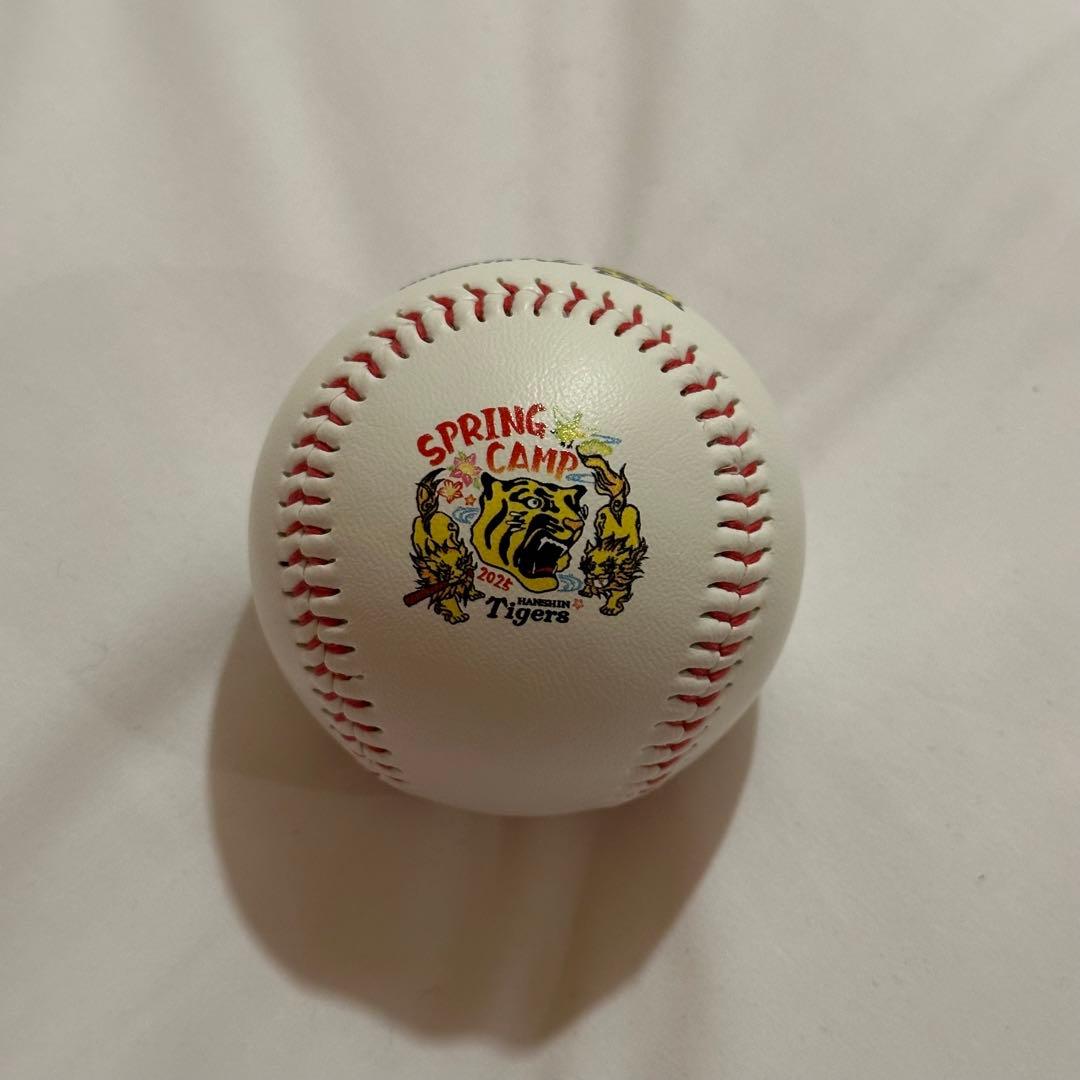 SPRING
CAMP
2025
HANSHIN
Tigers